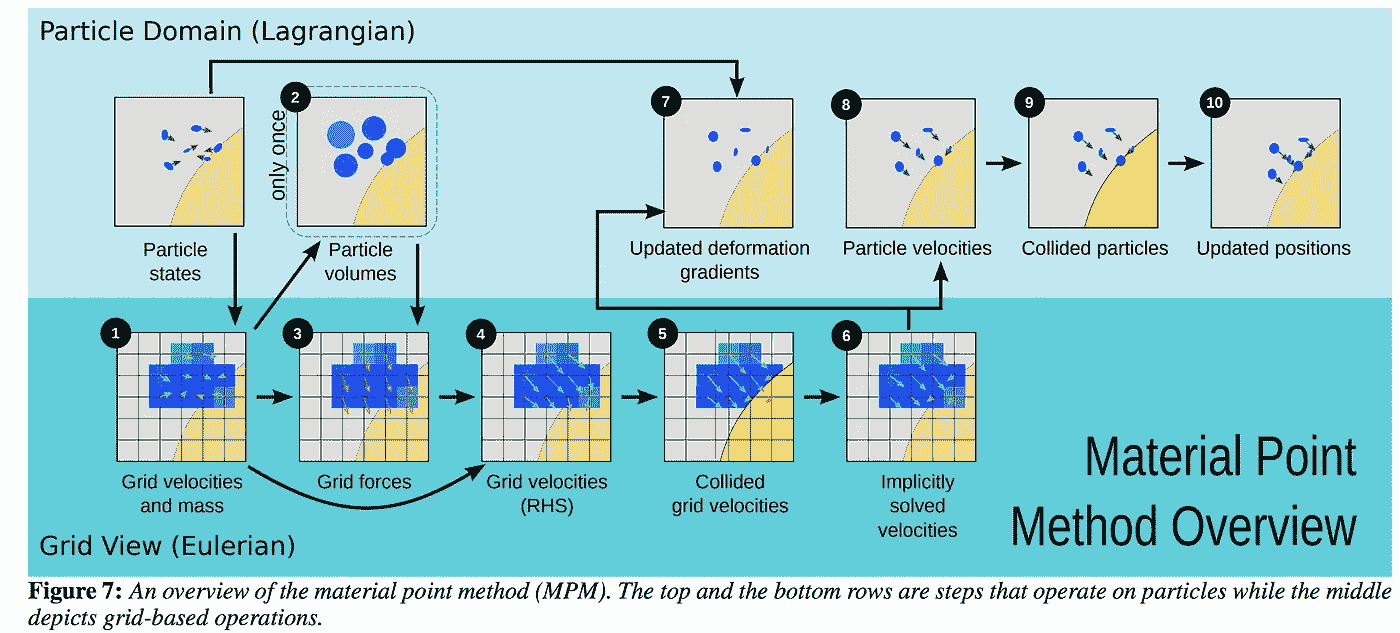 Particle Domain (Lagrangian)
2
7
8
9
10
only once
Particle
states
Particle
volumes
Updated deformation
gradients
Particle velocities
Collided particles
Updated positions
1
3
4
5
6
Grid velocities
and mass
Grid forces
Grid velocities
(RHS)
Collided
grid velocities
Implicitly
solved
velocities
Material Point
Method Overview
Grid View (Eulerian)
Figure 7: An overview of the material point method (MPM). The top and the bottom rows are steps that operate on particles while the middle
depicts grid-based operations.